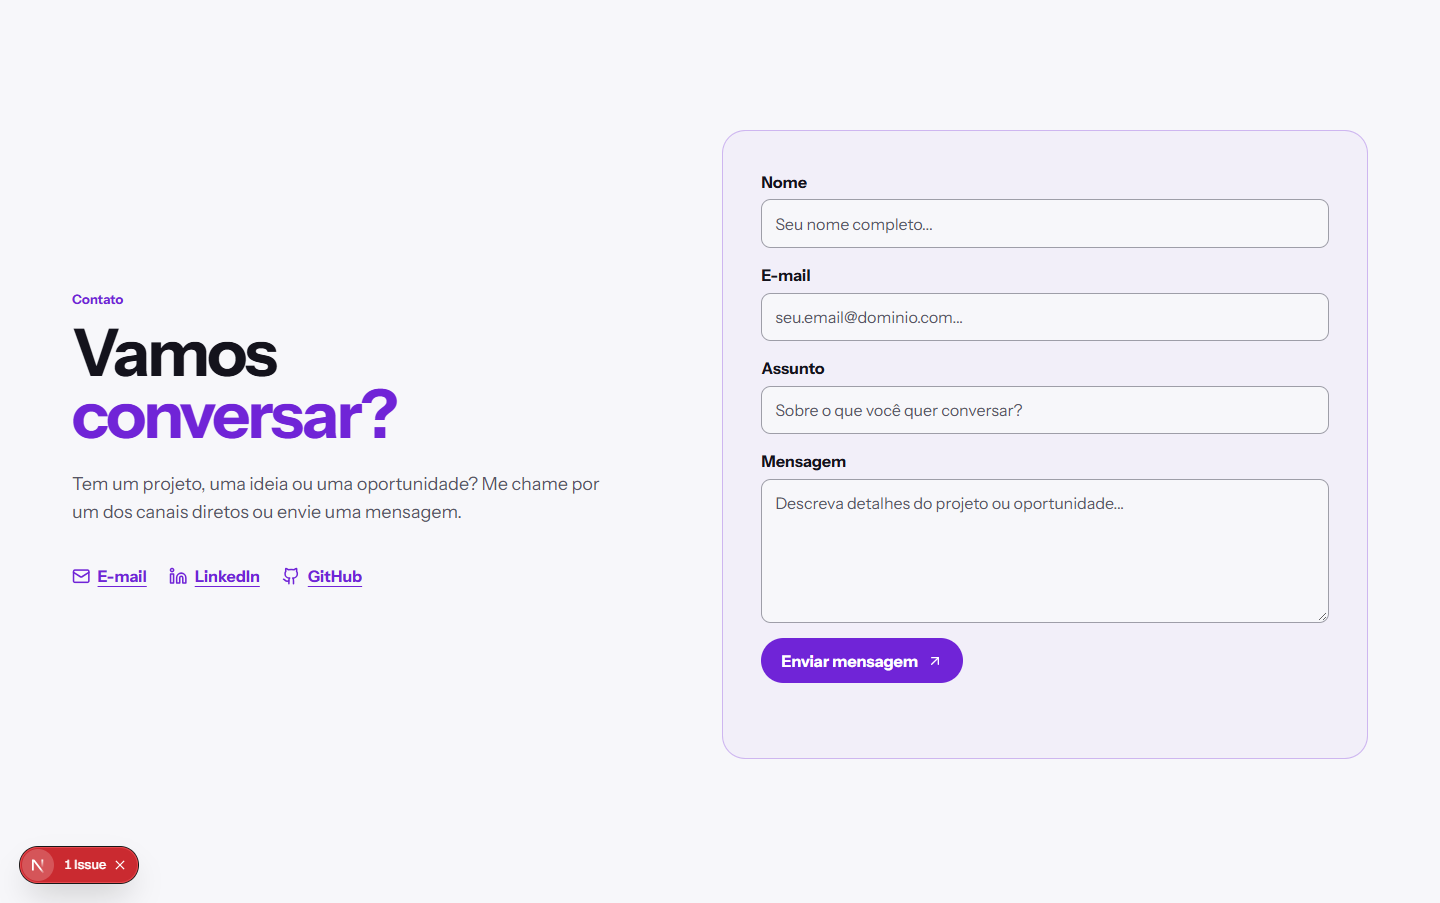 Contato
Vamos
conversar?
Tem um projeto, uma ideia ou uma oportunidade? Me chame por
um dos canais diretos ou envie uma mensagem.
E-mail
LinkedIn
GitHub
Nome
Seu nome completo...
E-mail
seu.email@dominio.com...
Assunto
Sobre o que você quer conversar?
Mensagem
Descreva detalhes do projeto ou oportunidade...
Enviar mensagem
N
1 Issue